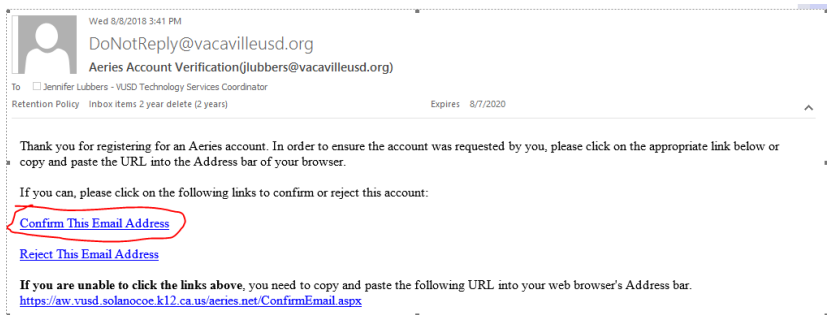 Wed 8/8/2018 3:41 PM
DoNotReply@vacavilleusd.org
Aeries Account Verification(jlubbers@vacavilleusd.org)
To Jennifer Lubbers - VUSD Technology Services Coordinator
Retention Policy Inbox items 2 year delete (2 years) Expires 8/7/2020
Thank you for registering for an Aeries account. In order to ensure the account was requested by you, please click on the appropriate link below or
copy and paste the URL into the Address bar of your browser.
If you can, please click on the following links to confirm or reject this account:
Confirm This Email Address
Reject This Email Address
If you are unable to click the links above, you need to copy and paste the following URL into your web browser's Address bar.
https://aw.vusd.solanocoe.k12.ca.us/aeries.net/ConfirmEmail.aspx